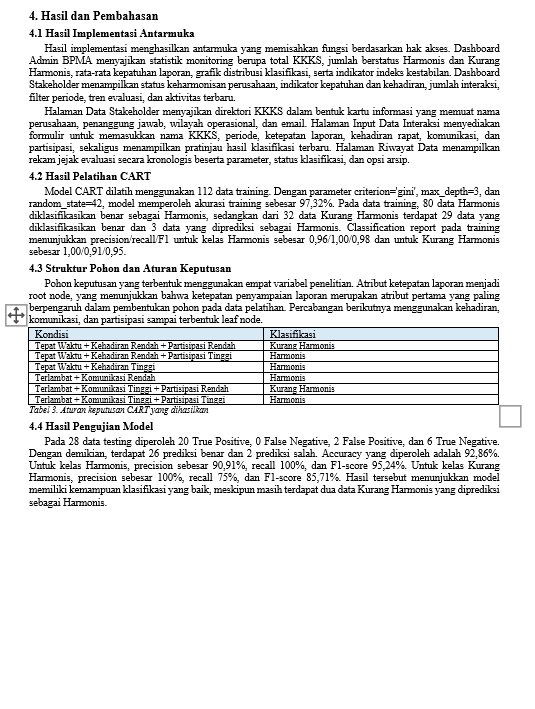 4. Hasil dan Pembahasan
4.1 Hasil Implementasi Antarmuka
Hasil implementasi menghasilkan antarmuka yang memisahkan fungsi berdasarkan hak akses. Dashboard
Admin BPMA menyajikan statistik monitoring berupa total KKKS, jumlah berstatus Harmonis dan Kurang
Harmonis, rata-rata kepatuhan laporan, grafik distribusi klasifikasi, serta indikator indeks kestabilan. Dashboard
Stakeholder menampilkan status keharmonisan perusahaan, indikator kepatuhan dan kehadiran, jumlah interaksi,
filter periode, tren evaluasi, dan aktivitas terbaru.
Halaman Data Stakeholder menyajikan direktori KKKS dalam bentuk kartu informasi yang memuat nama
perusahaan, penanggung jawab, wilayah operasional, dan email. Halaman Input Data Interaksi menyediakan
formulir untuk memasukkan nama KKKS, periode, ketepatan laporan, kehadiran rapat, komunikasi, dan
partisipasi, sekaligus menampilkan pratinjau hasil klasifikasi terbaru. Halaman Riwayat Data menampilkan
rekam jejak evaluasi secara kronologis beserta parameter, status klasifikasi, dan opsi arsip.
4.2 Hasil Pelatihan CART
Model CART dilatih menggunakan 112 data training. Dengan parameter criterion='gini', max_depth=3, dan
random_state=42, model memperoleh akurasi training sebesar 97,32%. Pada data training, 80 data Harmonis
diklasifikasikan benar sebagai Harmonis, sedangkan dari 32 data Kurang Harmonis terdapat 29 data yang
diklasifikasikan benar dan 3 data yang diprediksi sebagai Harmonis. Classification report pada training
menunjukkan precision/recall/F1 untuk kelas Harmonis sebesar 0,96/1,00/0,98 dan untuk Kurang Harmonis
sebesar 1,00/0,91/0,95.
4.3 Struktur Pohon dan Aturan Keputusan
Pohon keputusan yang terbentuk menggunakan empat variabel penelitian. Atribut ketepatan laporan menjadi
root node, yang menunjukkan bahwa ketepatan penyampaian laporan merupakan atribut pertama yang paling
berpengaruh dalam pembentukan pohon pada data pelatihan. Percabangan berikutnya menggunakan kehadiran,
komunikasi, dan partisipasi sampai terbentuk leaf node.
Kondisi Klasifikasi
Tepat Waktu + Kehadiran Rendah + Partisipasi Rendah Kurang Harmonis
Tepat Waktu + Kehadiran Rendah + Partisipasi Tinggi Harmonis
Tepat Waktu + Kehadiran Tinggi Harmonis
Terlambat + Komunikasi Rendah Harmonis
Terlambat + Komunikasi Tinggi + Partisipasi Rendah Kurang Harmonis
Terlambat + Komunikasi Tinggi + Partisipasi Tinggi Harmonis
Tabel 3. Aturan keputusan CART yang dihasilkan
4.4 Hasil Pengujian Model
Pada 28 data testing diperoleh 20 True Positive, 0 False Negative, 2 False Positive, dan 6 True Negative.
Dengan demikian, terdapat 26 prediksi benar dan 2 prediksi salah. Accuracy yang diperoleh adalah 92,86%.
Untuk kelas Harmonis, precision sebesar 90,91%, recall 100%, dan F1-score 95,24%. Untuk kelas Kurang
Harmonis, precision sebesar 100%, recall 75%, dan F1-score 85,71%. Hasil tersebut menunjukkan model
memiliki kemampuan klasifikasi yang baik, meskipun masih terdapat dua data Kurang Harmonis yang diprediksi
sebagai Harmonis.